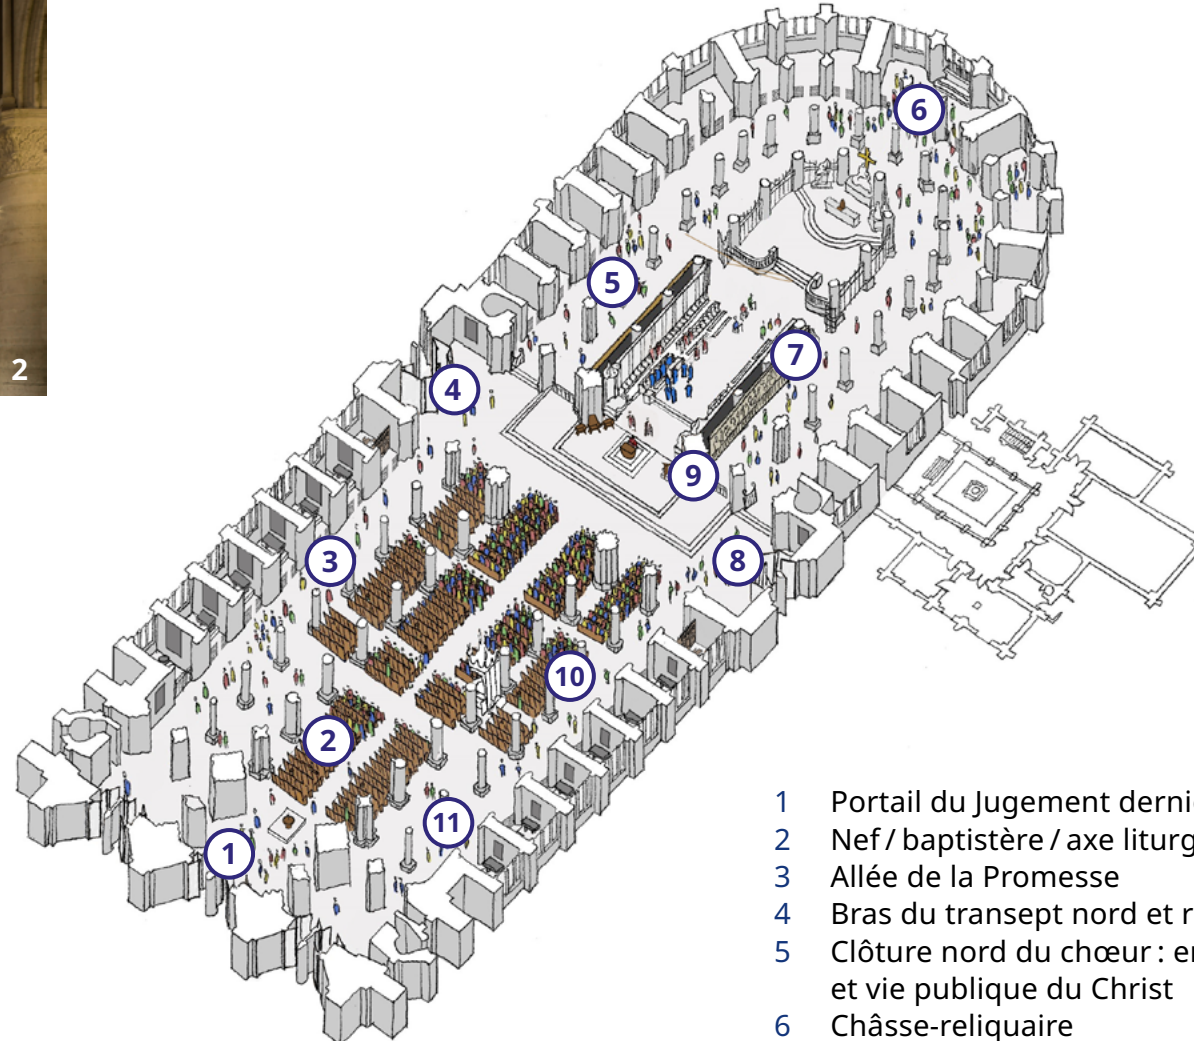 2
6
5
7
4
9
3
8
10
2
11
1
1 Portail du Jugement
2 Nef / baptistère / axe
3 Allée de la Promesse
4 Bras du transept nord et
5 Clôture nord du chœur :
et vie publique du Christ
6 Châsse-reliquaire